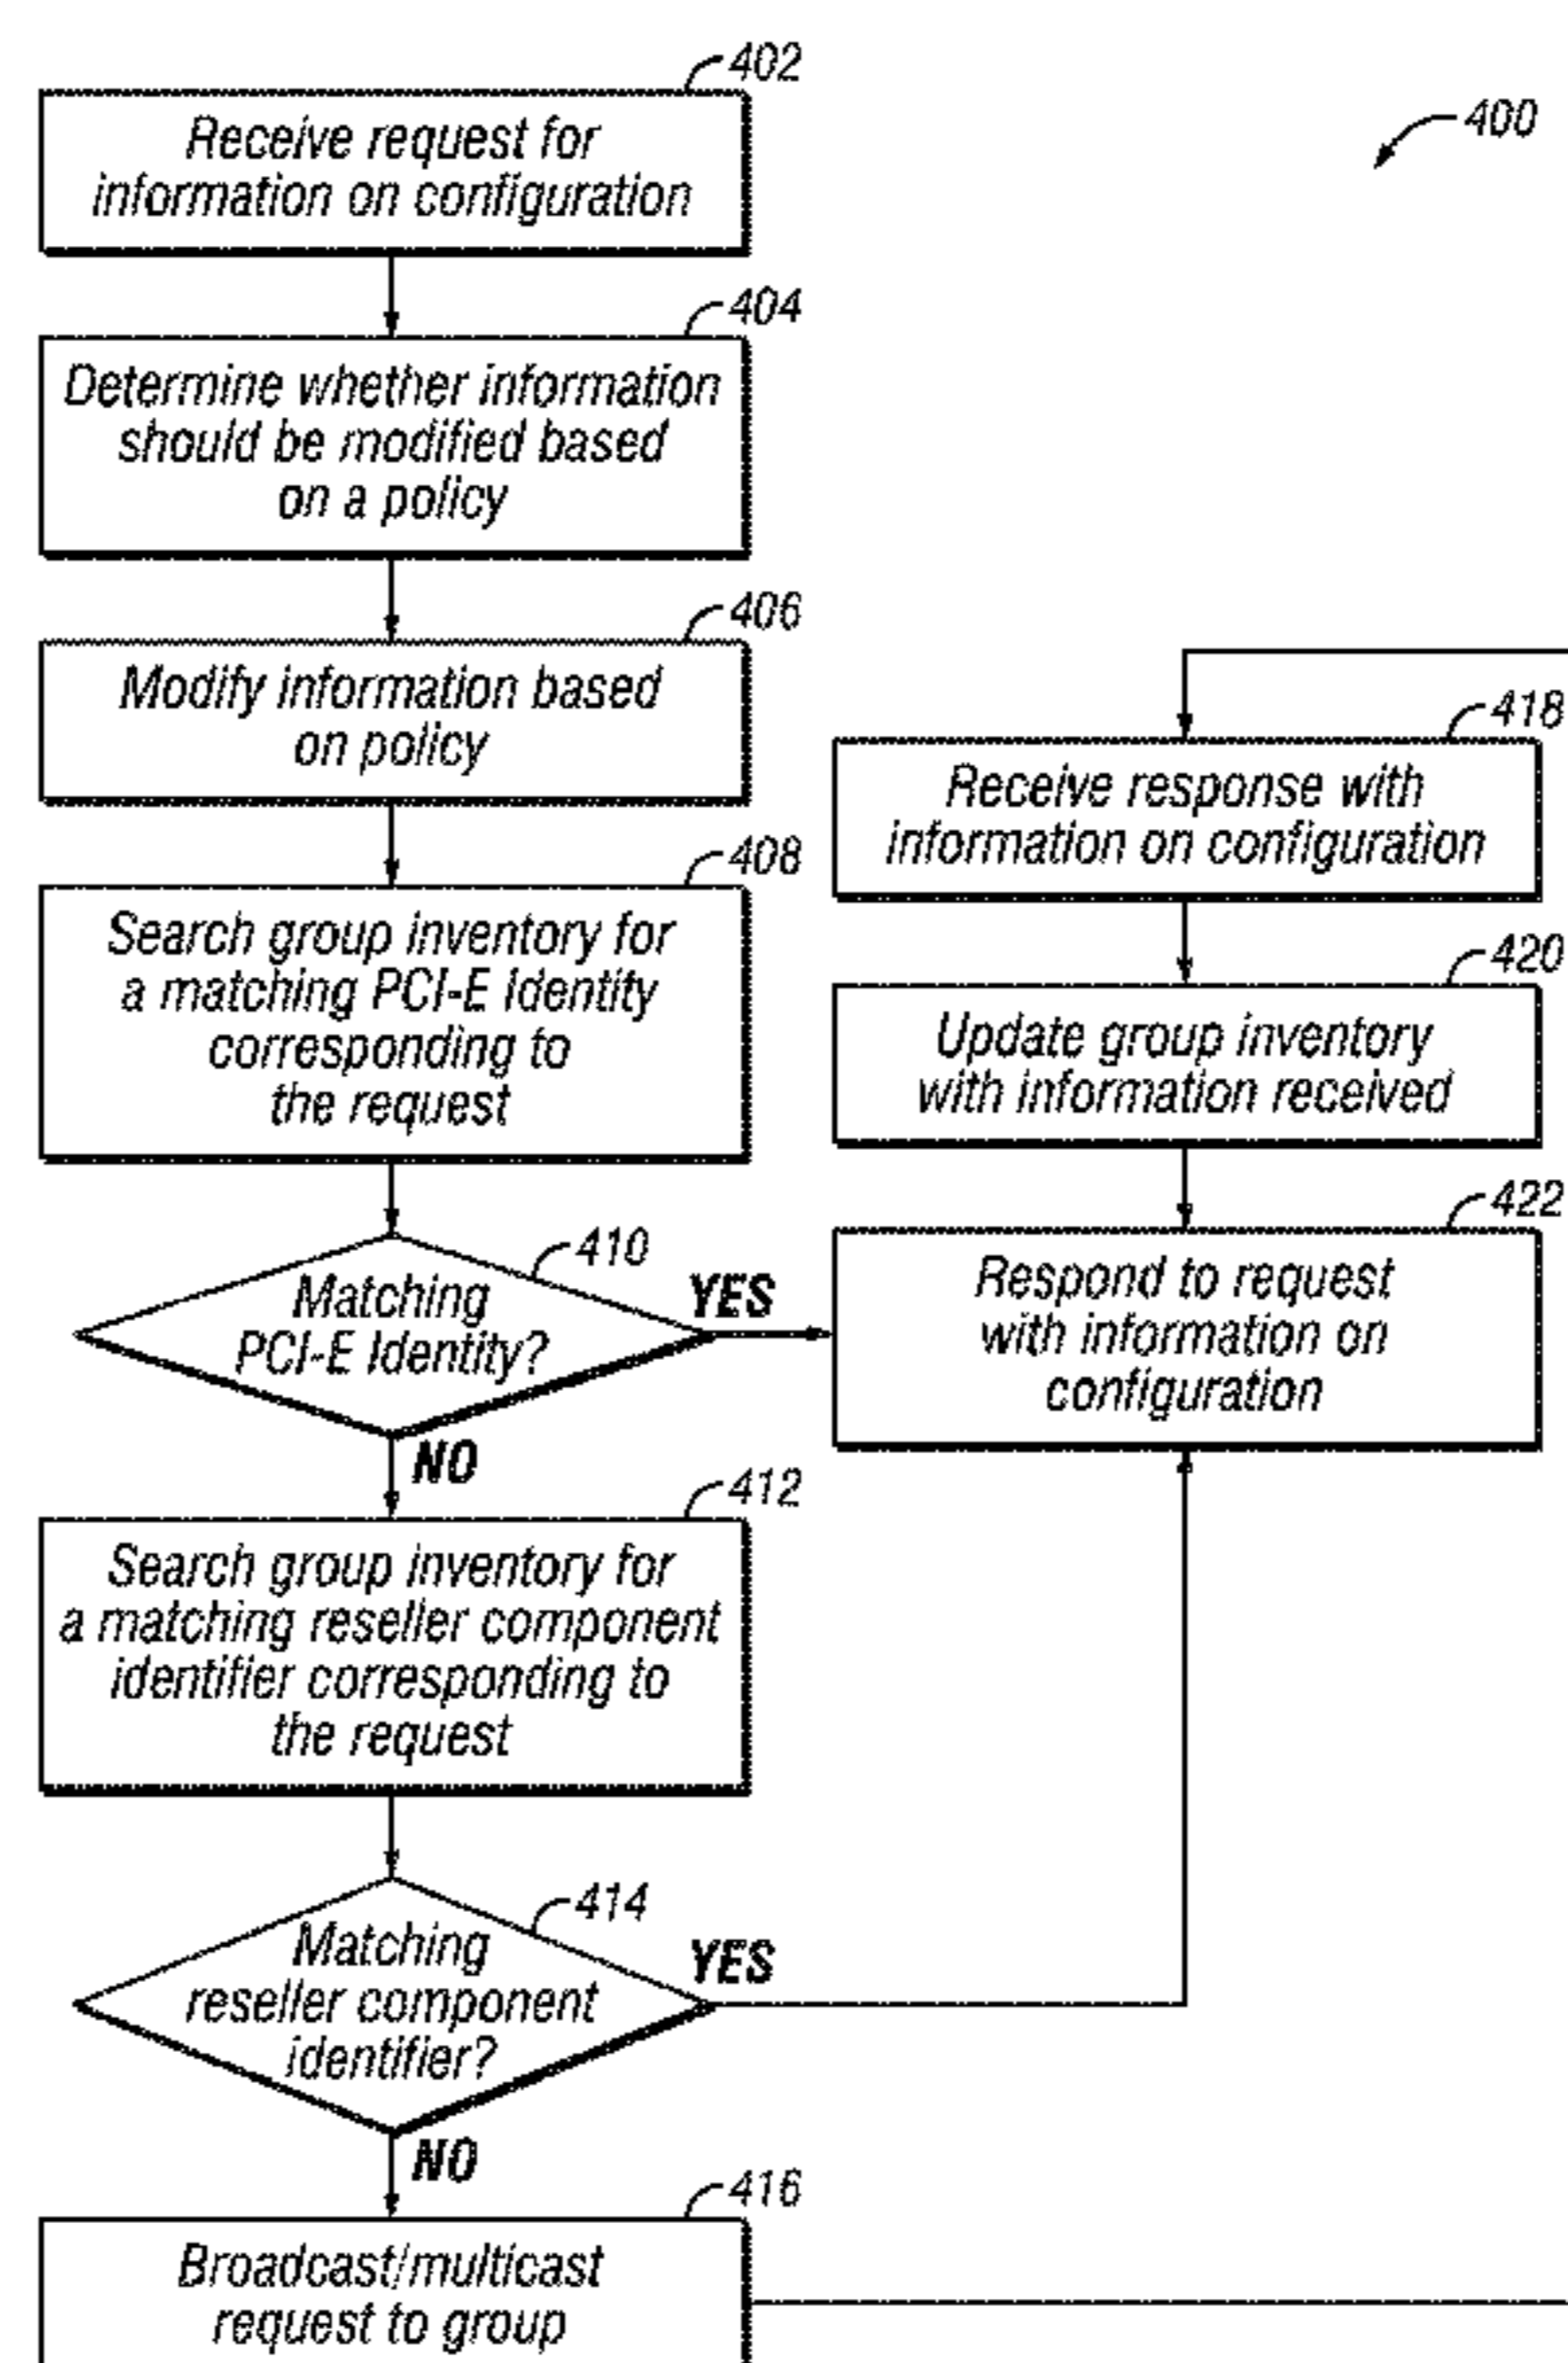 402
Receive request for
information on configuration
400
404
Determine whether information
should be modified based
on a policy
406
Modify information based
on policy
408
Search group inventory for
a matching PCI-E Identity
corresponding to
the request
410
Matching
PCI-E Identity?
YES
NO
412
Search group inventory for
a matching reseller component
identifier corresponding to
the request
414
Matching
reseller component
identifier?
YES
NO
416
Broadcast/multicast
request to group
418
Receive response with
information on configuration
420
Update group inventory
with information received
422
Respond to request
with information on
configuration